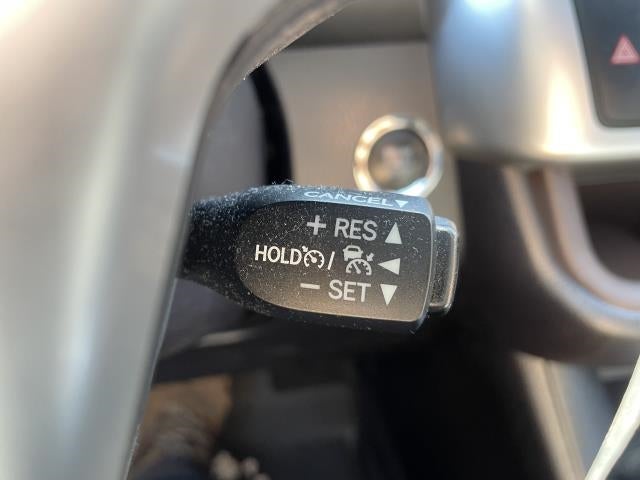 CANCEL ▼
+ RES ▲
HOLD / ◀
− SET ▼